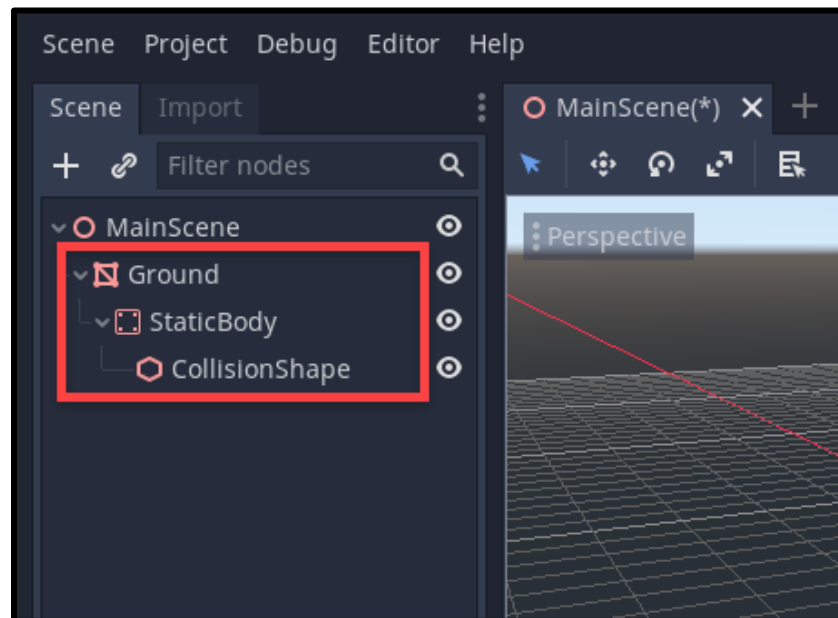 Scene Project Debug Editor Help
Scene Import
MainScene(*)
Filter nodes
MainScene
Perspective
Ground
StaticBody
CollisionShape